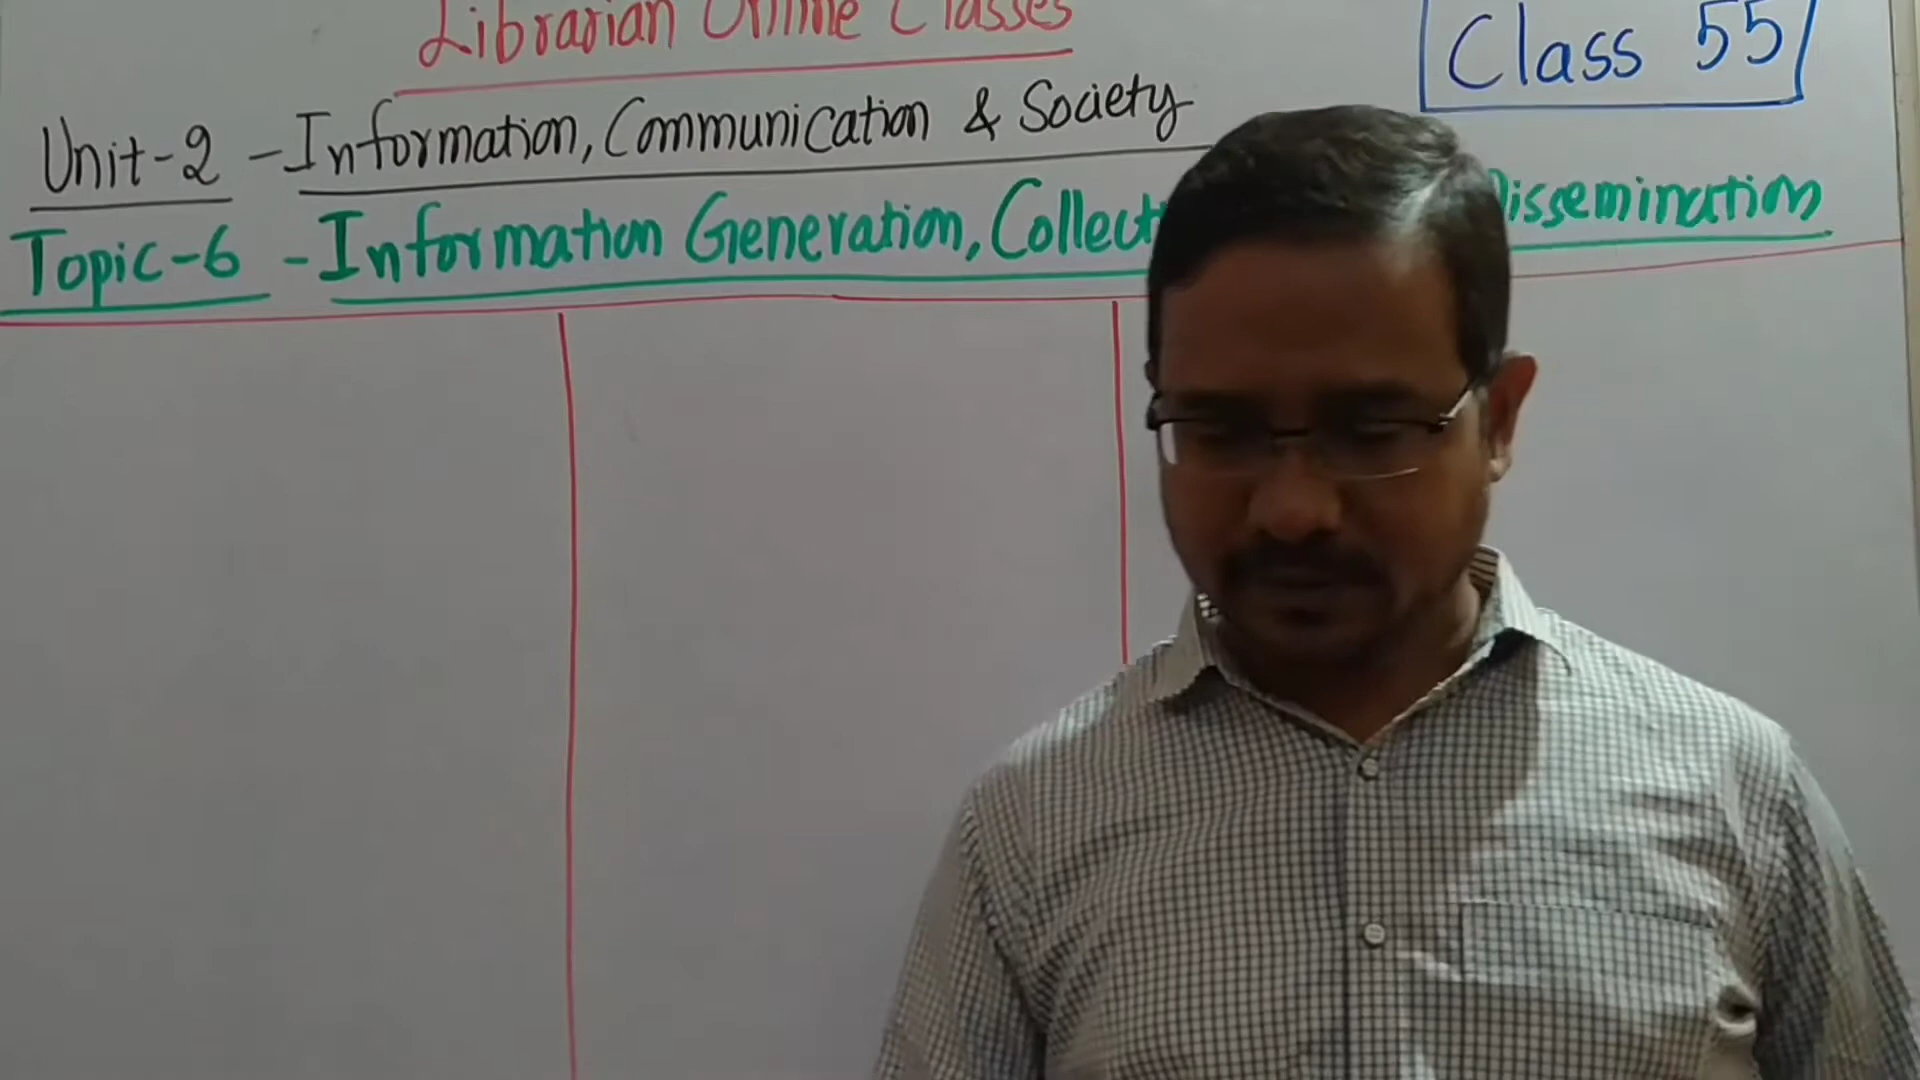 Librarian Online Classes
Class 55
Unit-2 - Information, Communication & Society
Topic-6 - Information Generation, Collect Dissemination